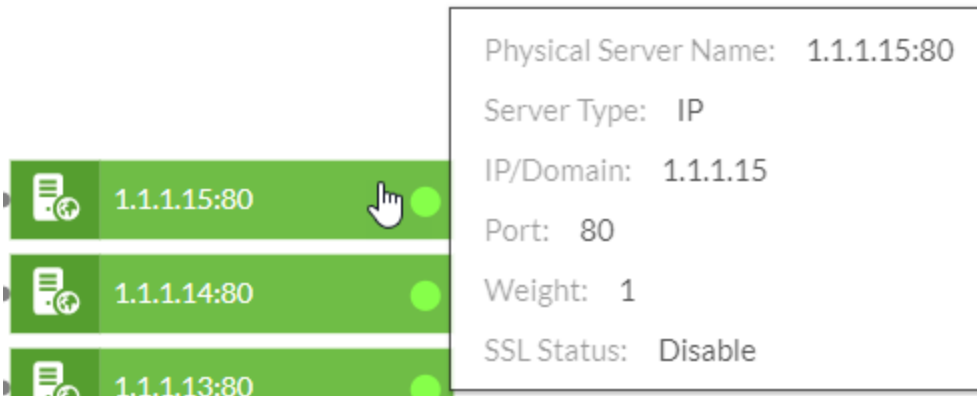 Physical Server Name: 1.1.1.15:80
Server Type: IP
IP/Domain: 1.1.1.15
Port: 80
Weight: 1
SSL Status: Disable
1.1.1.15:80
1.1.1.14:80
1.1.1.13:80